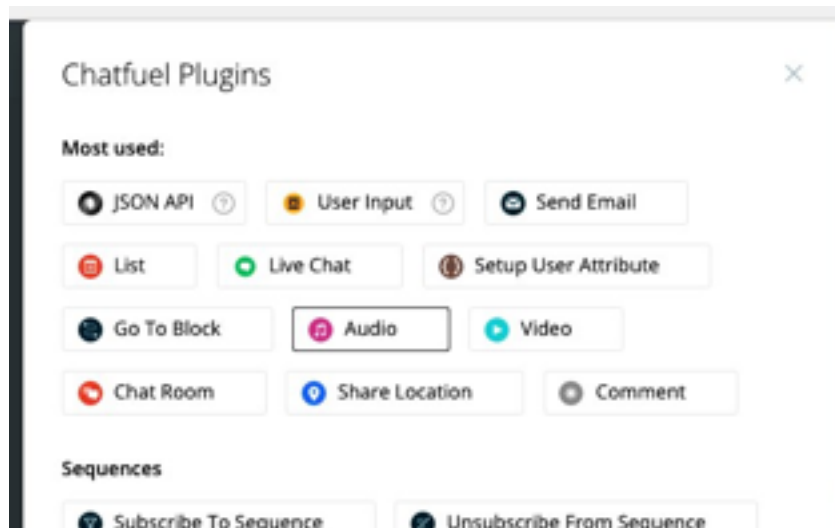 Chatfuel Plugins
Most used:
JSON API ? User Input ? Send Email
List Live Chat Setup User Attribute
Go To Block Audio Video
Chat Room Share Location Comment
Sequences
Subscribe To Sequence Unsubscribe From Sequence